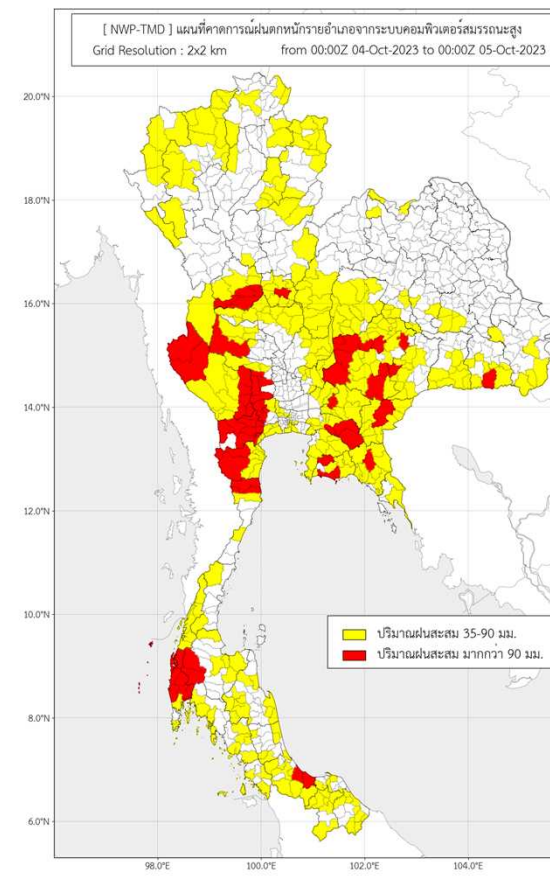 [ NWP-TMD ] แผนที่คาดการณ์ฝนตกหนักรายอำเภอจากระบบคอมพิวเตอร์สมรรถนะสูง
Grid Resolution : 2x2 km from 00:00Z 04-Oct-2023 to 00:00Z 05-Oct-2023
20.0°N
18.0°N
16.0°N
14.0°N
12.0°N
10.0°N
ปริมาณฝนสะสม 35-90 มม.
ปริมาณฝนสะสม มากกว่า 90 มม.
8.0°N
6.0°N
98.0°E 100.0°E 102.0°E 104.0°E